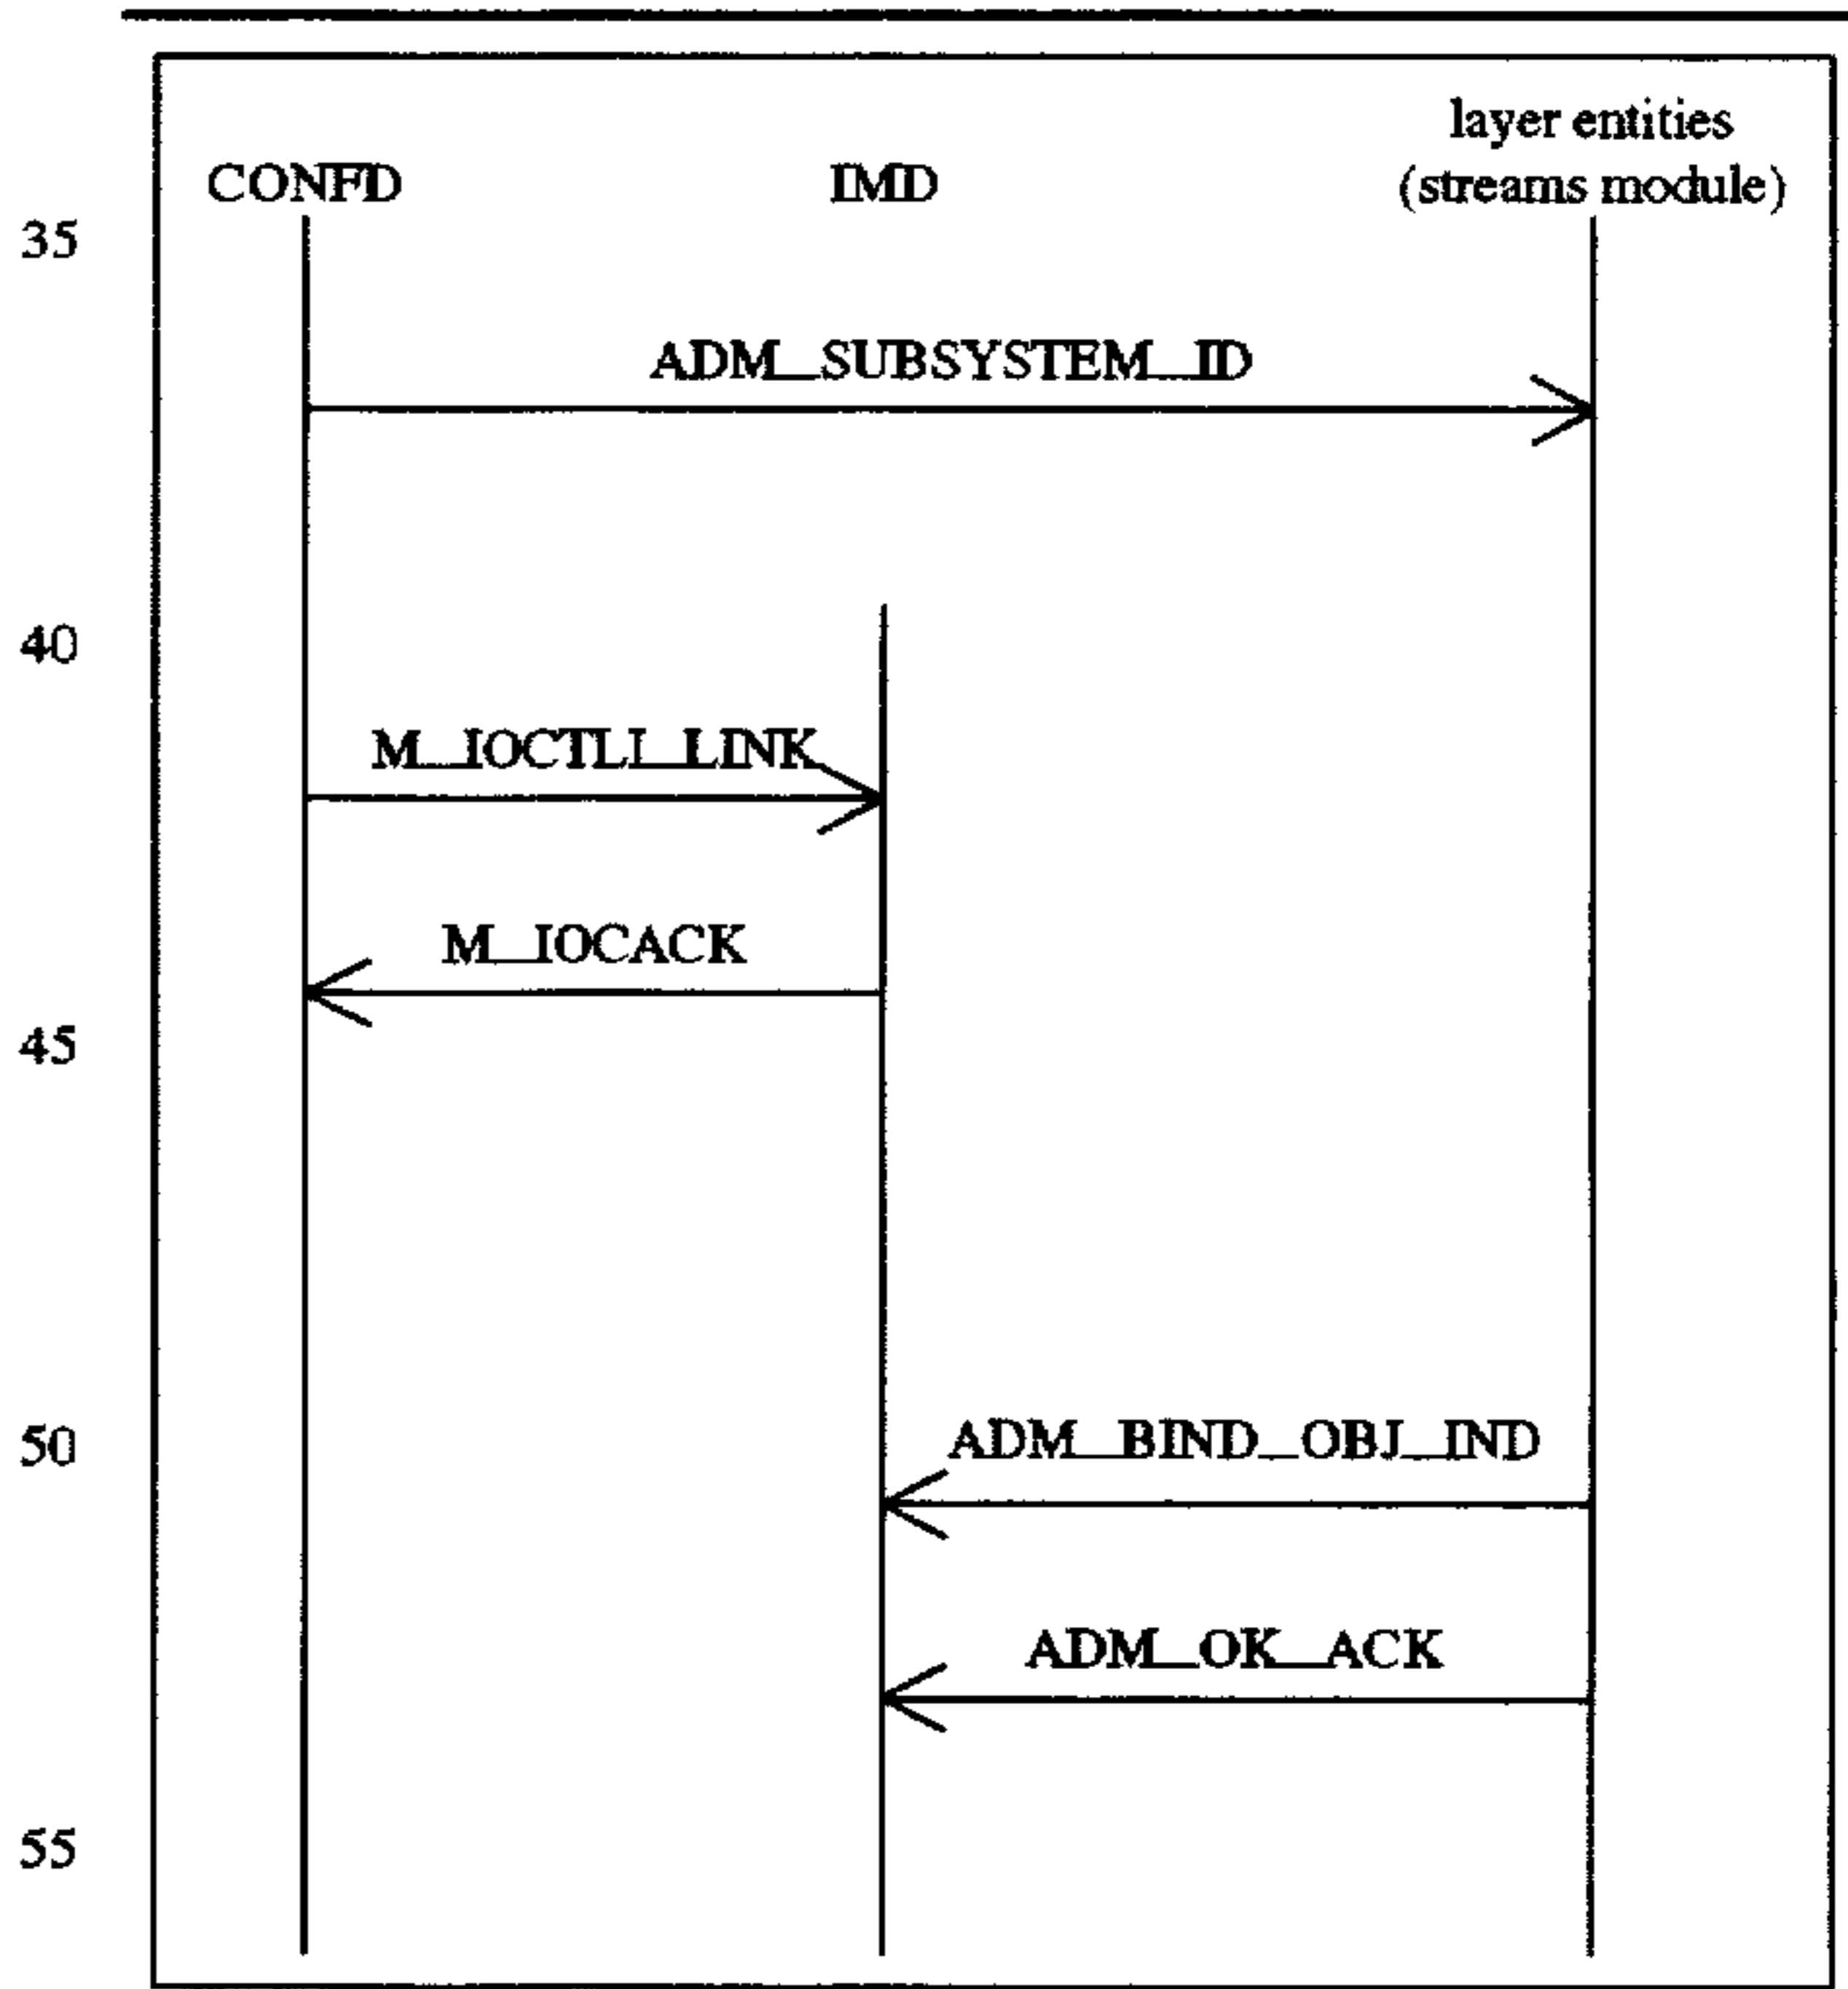 layer entities
CONFD IMD (streams module)
35
ADM_SUBSYSTEM_ID
40
M_IOCTLI_LINK
M_IOCACK
45
50
ADM_BIND_OBJ_IND
ADM_OK_ACK
55